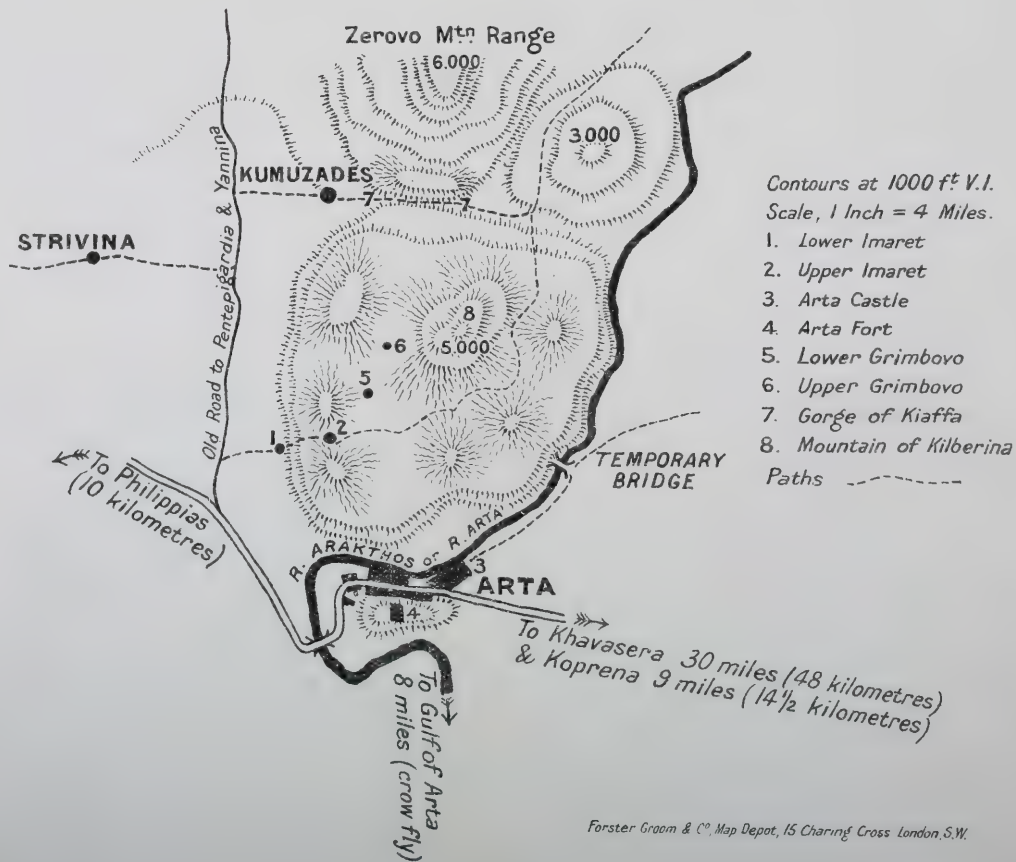 Zerovo Mtn Range
6.000
3.000
KUMUZADES
7
7
STRIVINA
Old Road to Pentepigardia & Yannina
8
5.000
6
5
2
1
To Philippias
(10 kilometres)
TEMPORARY
BRIDGE
R. ARAKTHOS or R. ARTA
3
ARTA
4
To Khavasera 30 miles (48 kilometres)
& Koprena 9 miles (14½ kilometres)
To Gulf of Arta
8 miles (crow fly)
Contours at 1000 ft V.I.
Scale, 1 Inch = 4 Miles.
1. Lower Imaret
2. Upper Imaret
3. Arta Castle
4. Arta Fort
5. Lower Grimbovo
6. Upper Grimbovo
7. Gorge of Kiaffa
8. Mountain of Kilberina
Paths
Forster Groom & Co. Map Depot, 15 Charing Cross London, S.W.